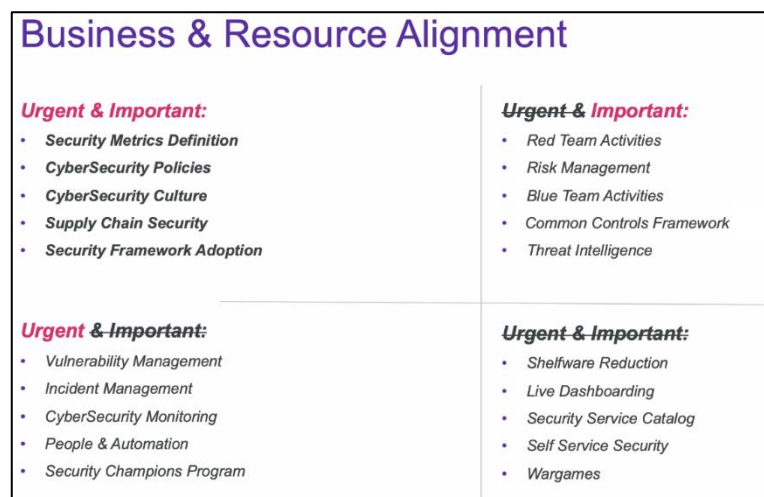 Business & Resource Alignment
Urgent & Important:
• Security Metrics Definition
• CyberSecurity Policies
• CyberSecurity Culture
• Supply Chain Security
• Security Framework Adoption
Urgent & Important:
• Red Team Activities
• Risk Management
• Blue Team Activities
• Common Controls Framework
• Threat Intelligence
Urgent & Important:
• Vulnerability Management
• Incident Management
• CyberSecurity Monitoring
• People & Automation
• Security Champions Program
Urgent & Important:
• Shelfware Reduction
• Live Dashboarding
• Security Service Catalog
• Self Service Security
• Wargames